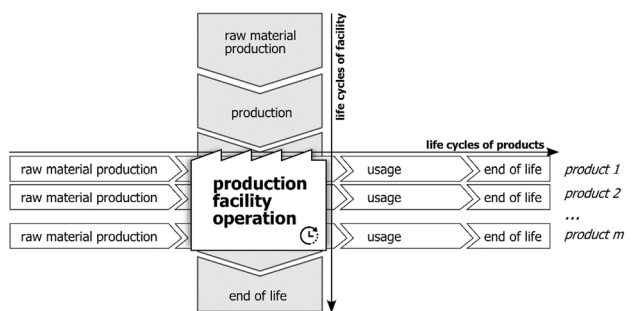 raw material
production
life cycles of facility
production
life cycles of products
raw material production
usage
end of life
product 1
raw material production
usage
end of life
product 2
production
facility
operation
...
raw material production
usage
end of life
product m
end of life